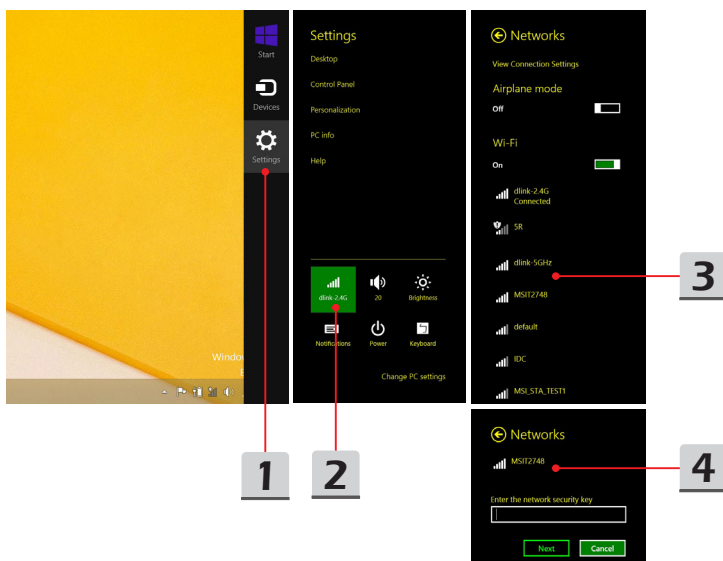 Start
Devices
Settings
Windo
1
Settings
Desktop
Control Panel
Personalization
PC info
Help
dlink-2.4G
20
Brightness
Notifications
Power
Keyboard
Change PC settings
2
Networks
View Connection Settings
Airplane mode
Off
Wi-Fi
On
dlink-2.4G
Connected
5R
dlink-5GHz
MSIT2748
default
IDC
MSI_STA_TEST1
3
Networks
MSIT2748
Enter the network security key
Next
Cancel
4